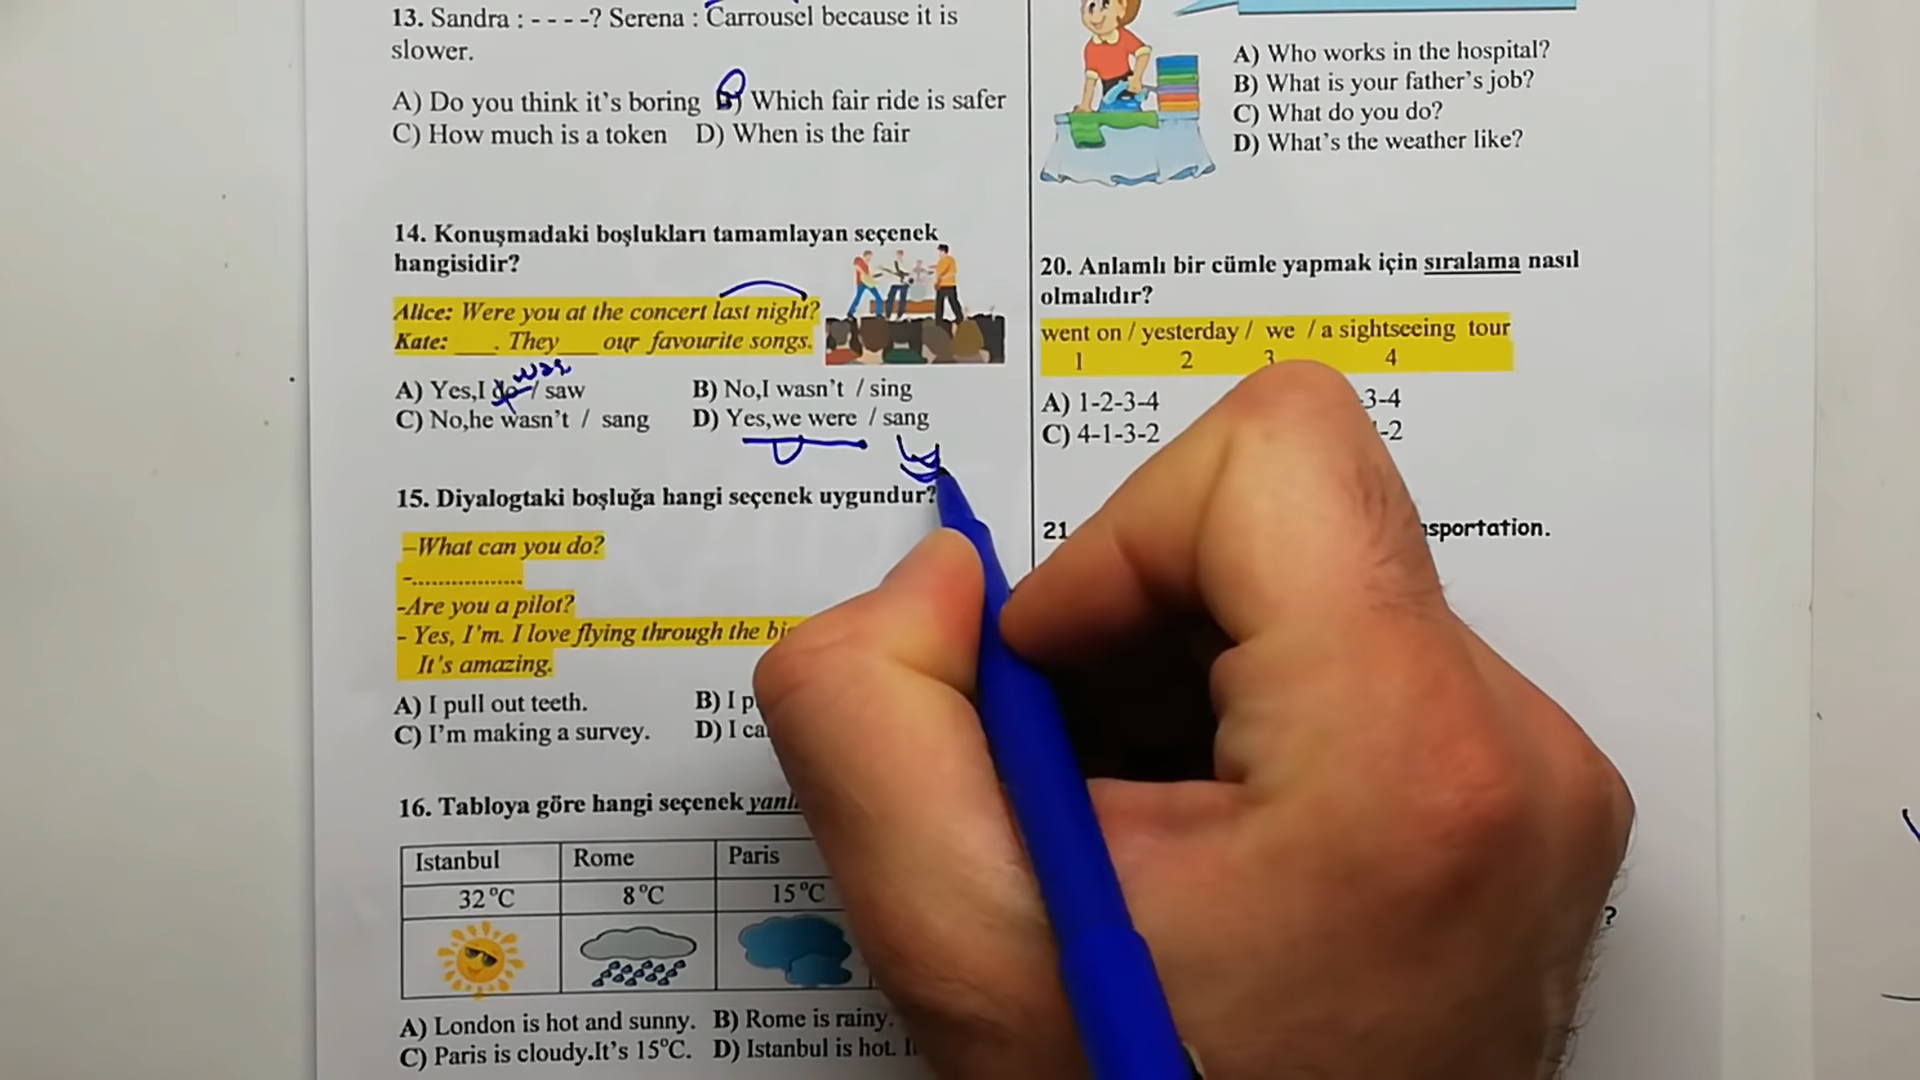 13. Sandra : - - - -? Serena : Carrousel because it is
slower.
A) Do you think it's boring B) Which fair ride is safer
C) How much is a token D) When is the fair
14. Konuşmadaki boşlukları tamamlayan seçenek
hangisidir?
Alice: Were you at the concert last night?
Kate: ___. They ___ our favourite songs.
was
A) Yes,I do / saw B) No,I wasn't / sing
C) No,he wasn't / sang D) Yes,we were / sang
15. Diyalogtaki boşluğa hangi seçenek uygundur?
–What can you do?
-.................
-Are you a pilot?
- Yes, I'm. I love flying through the
It's amazing.
A) I pull out teeth. B) I
C) I'm making a survey. D) I
16. Tabloya göre hangi seçenek
Istanbul Rome Paris
32°C 8°C 15°C
A) London is hot and sunny. B) Rome is rainy.
C) Paris is cloudy.It's 15°C. D) Istanbul is hot.
A) Who works in the hospital?
B) What is your father's job?
C) What do you do?
D) What's the weather like?
20. Anlamlı bir cümle yapmak için sıralama nasıl
olmalıdır?
went on / yesterday / we / a sightseeing tour
1 2 3 4
A) 1-2-3-4 -3-4
C) 4-1-3-2 -2
21
?